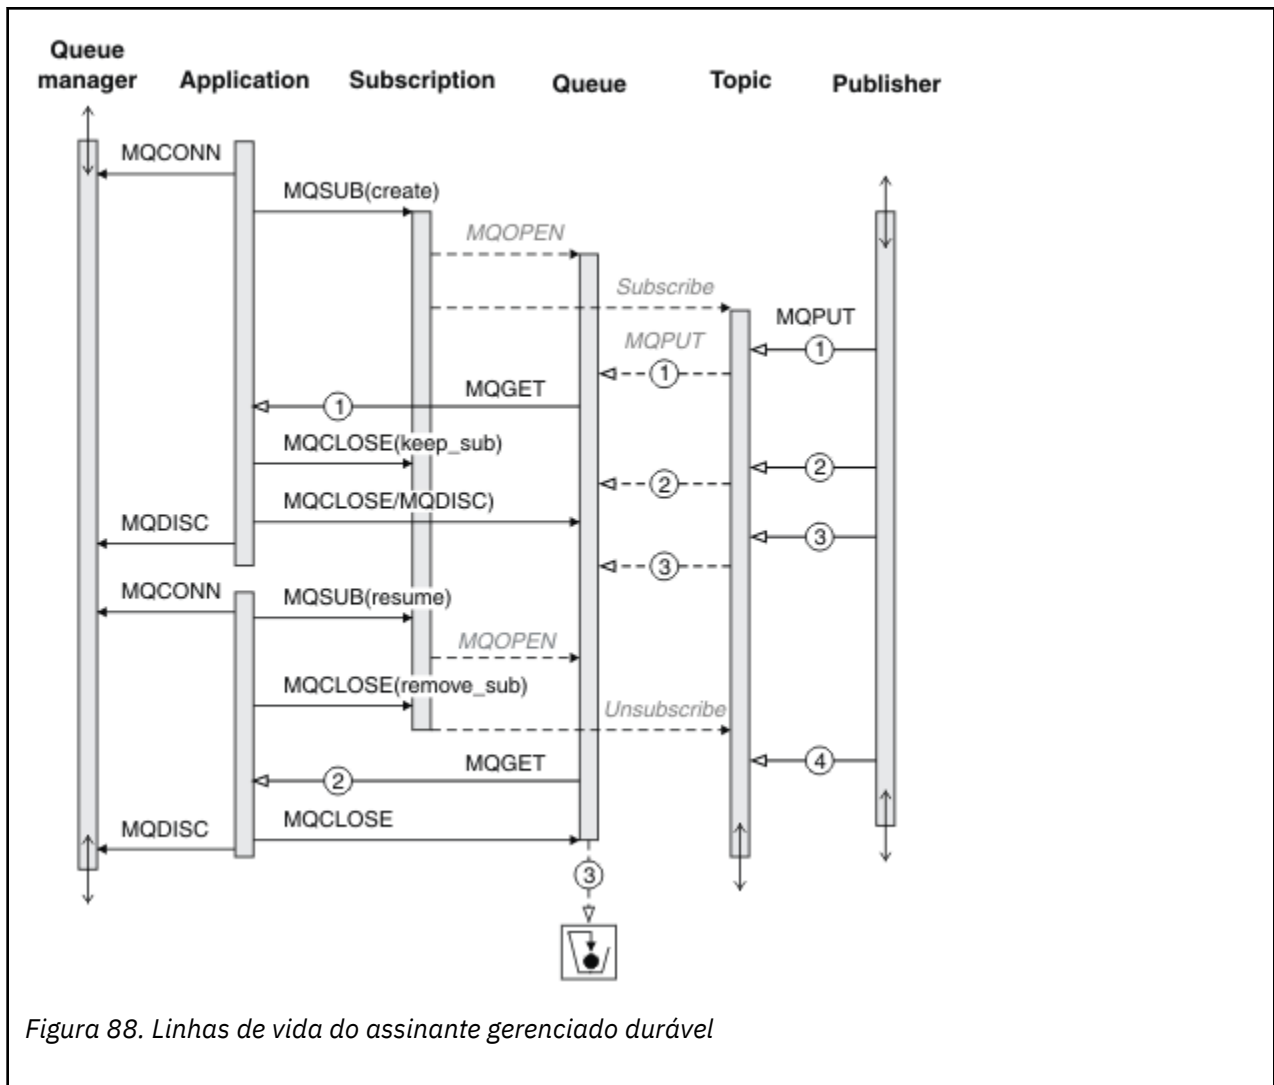 Queue
manager Application Subscription Queue Topic Publisher
MQCONN
MQSUB(create)
MQOPEN
Subscribe
MQPUT
MQPUT
1
1
MQGET
1
MQCLOSE(keep_sub)
2
2
MQCLOSE/MQDISC)
MQDISC
3
3
MQCONN
MQSUB(resume)
MQOPEN
MQCLOSE(remove_sub)
Unsubscribe
4
MQGET
2
MQCLOSE
MQDISC
3
Figura 88. Linhas de vida do assinante gerenciado durável